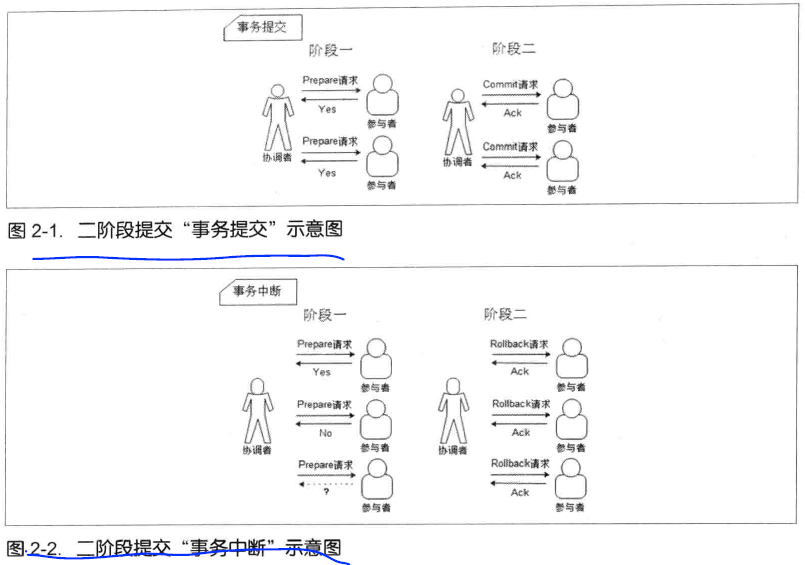 事务提交
阶段一 阶段二
Prepare请求 Commit请求
Yes Ack
参与者 参与者
Prepare请求 Commit请求
协调者 协调者
Yes Ack
参与者 参与者
图 2-1. 二阶段提交“事务提交”示意图
事务中断
阶段一 阶段二
Prepare请求 Rollback请求
Yes Ack
参与者 参与者
Prepare请求 Rollback请求
No Ack
协调者 参与者 协调者 参与者
Prepare请求 Rollback请求
? Ack
参与者 参与者
图 2-2. 二阶段提交“事务中断”示意图